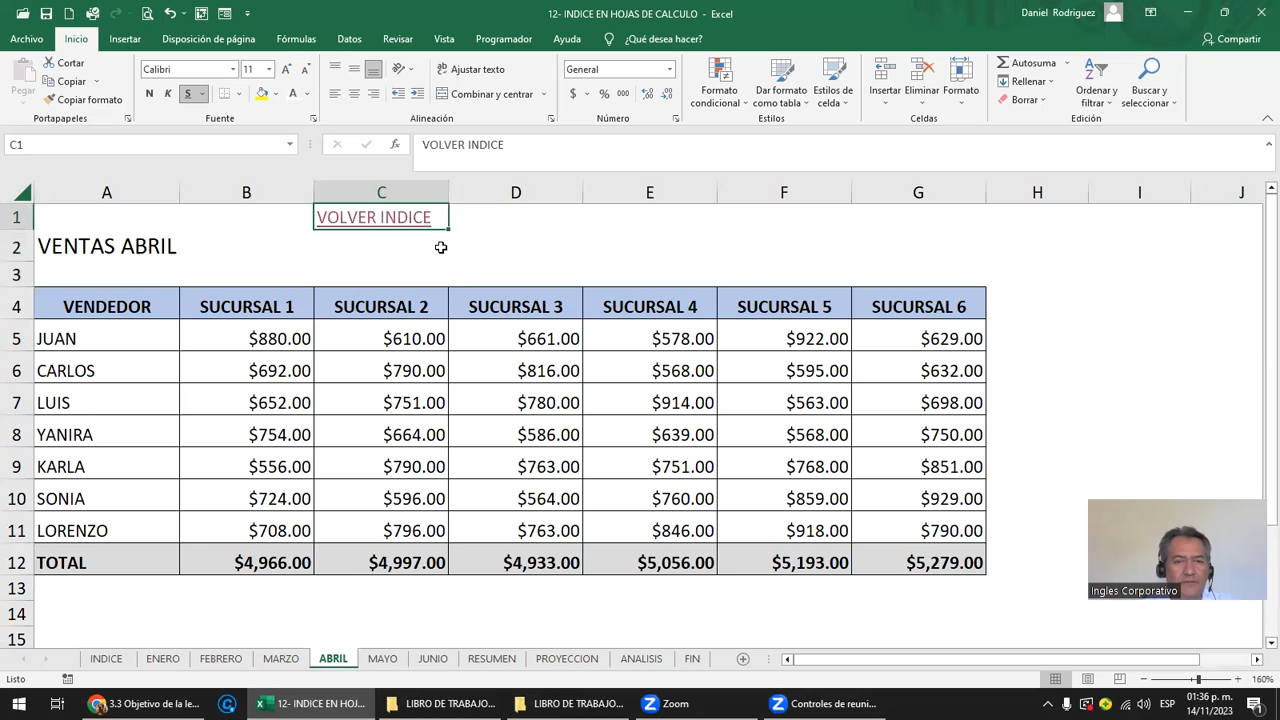 12- INDICE EN HOJAS DE CALCULO - Excel
Daniel Rodriguez
Archivo Inicio Insertar Disposición de página Fórmulas Datos Revisar Vista Programador Ayuda ¿Qué desea hacer? Compartir
Pegar
Cortar
Copiar
Copiar formato
Portapapeles
Calibri 11
N K S
Fuente
Ajustar texto
Combinar y centrar
Alineación
General
$ % 000
Número
Formato condicional
Dar formato como tabla
Estilos de celda
Estilos
Insertar Eliminar Formato
Celdas
Autosuma
Rellenar
Borrar
Ordenar y filtrar
Buscar y seleccionar
Edición
C1 fx VOLVER INDICE
A B C D E F G H I J
1 VOLVER INDICE
2 VENTAS ABRIL
3
4 VENDEDOR SUCURSAL 1 SUCURSAL 2 SUCURSAL 3 SUCURSAL 4 SUCURSAL 5 SUCURSAL 6
5 JUAN $880.00 $610.00 $661.00 $578.00 $922.00 $629.00
6 CARLOS $692.00 $790.00 $816.00 $568.00 $595.00 $632.00
7 LUIS $652.00 $751.00 $780.00 $914.00 $563.00 $698.00
8 YANIRA $754.00 $664.00 $586.00 $639.00 $568.00 $750.00
9 KARLA $556.00 $790.00 $763.00 $751.00 $768.00 $851.00
10 SONIA $724.00 $596.00 $564.00 $760.00 $859.00 $929.00
11 LORENZO $708.00 $796.00 $763.00 $846.00 $918.00 $790.00
12 TOTAL $4,966.00 $4,997.00 $4,933.00 $5,056.00 $5,193.00 $5,279.00
13
14
15
Ingles Corporativo
INDICE ENERO FEBRERO MARZO ABRIL MAYO JUNIO RESUMEN PROYECCION ANALISIS FIN
Listo 160%
3.3 Objetivo de la le... 12- INDICE EN HOJ... LIBRO DE TRABAJO... LIBRO DE TRABAJO... Zoom Controles de reuni... ESP
01:36 p. m.
14/11/2023